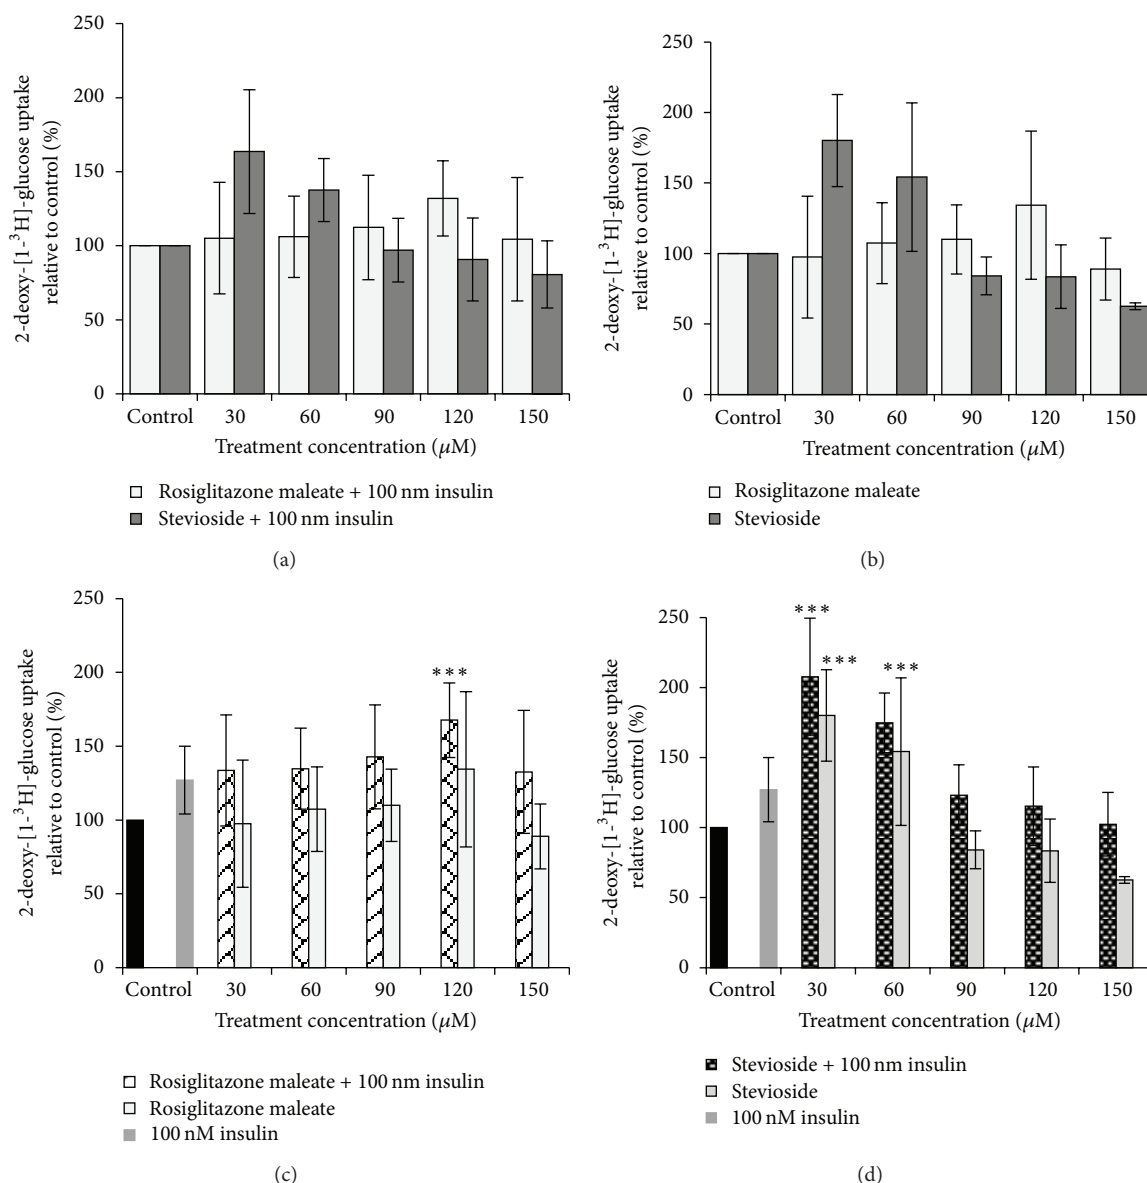 2-deoxy-[1-³H]-glucose uptake
relative to control (%)
250
200
150
100
50
0
Control 30 60 90 120 150
Treatment concentration (μM)
Rosiglitazone maleate + 100 nm insulin
Stevioside + 100 nm insulin
(a)
2-deoxy-[1-³H]-glucose uptake
relative to control (%)
250
200
150
100
50
0
Control 30 60 90 120 150
Treatment concentration (μM)
Rosiglitazone maleate
Stevioside
(b)
2-deoxy-[1-³H]-glucose uptake
relative to control (%)
250
200
150
100
50
0
***
Control 30 60 90 120 150
Treatment concentration (μM)
Rosiglitazone maleate + 100 nm insulin
Rosiglitazone maleate
100 nM insulin
(c)
2-deoxy-[1-³H]-glucose uptake
relative to control (%)
250
200
150
100
50
0
***
*** ***
Control 30 60 90 120 150
Treatment concentration (μM)
Stevioside + 100 nm insulin
Stevioside
100 nM insulin
(d)